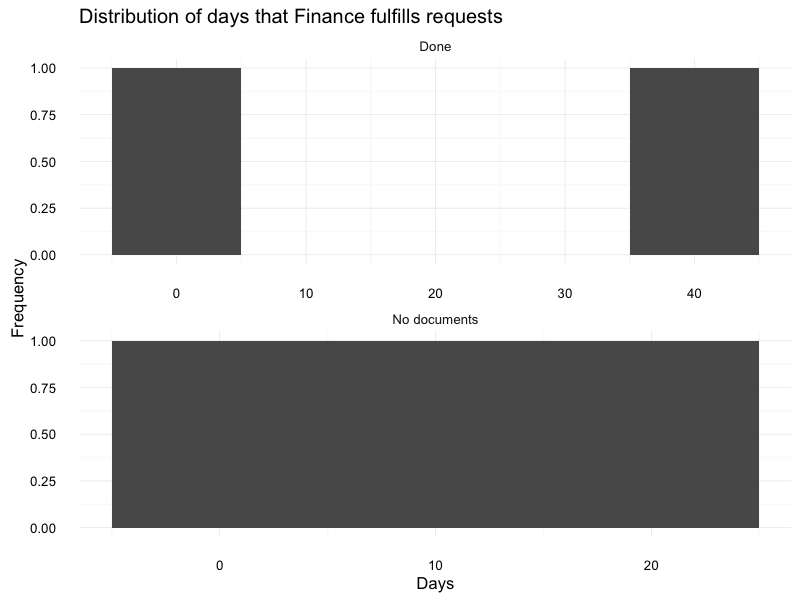 Distribution of days that Finance fulfills requests
Done
1.00
0.75
0.50
0.25
0.00
0 10 20 30 40
No documents
1.00
0.75
0.50
0.25
0.00
0 10 20
Frequency
Days